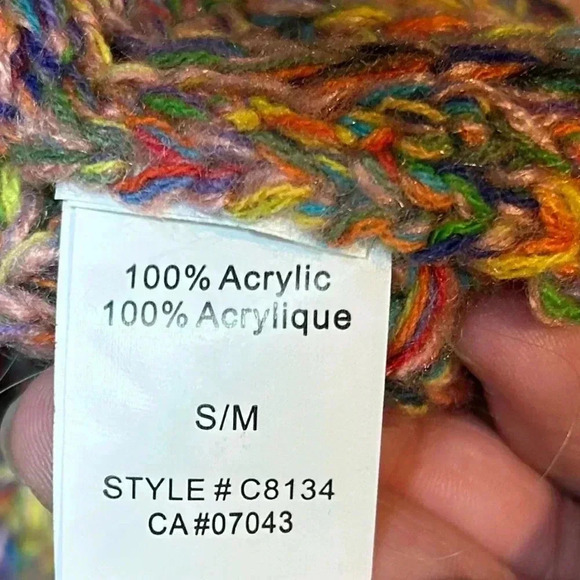 100% Acrylic
100% Acrylique
S/M
STYLE # C8134
CA #07043